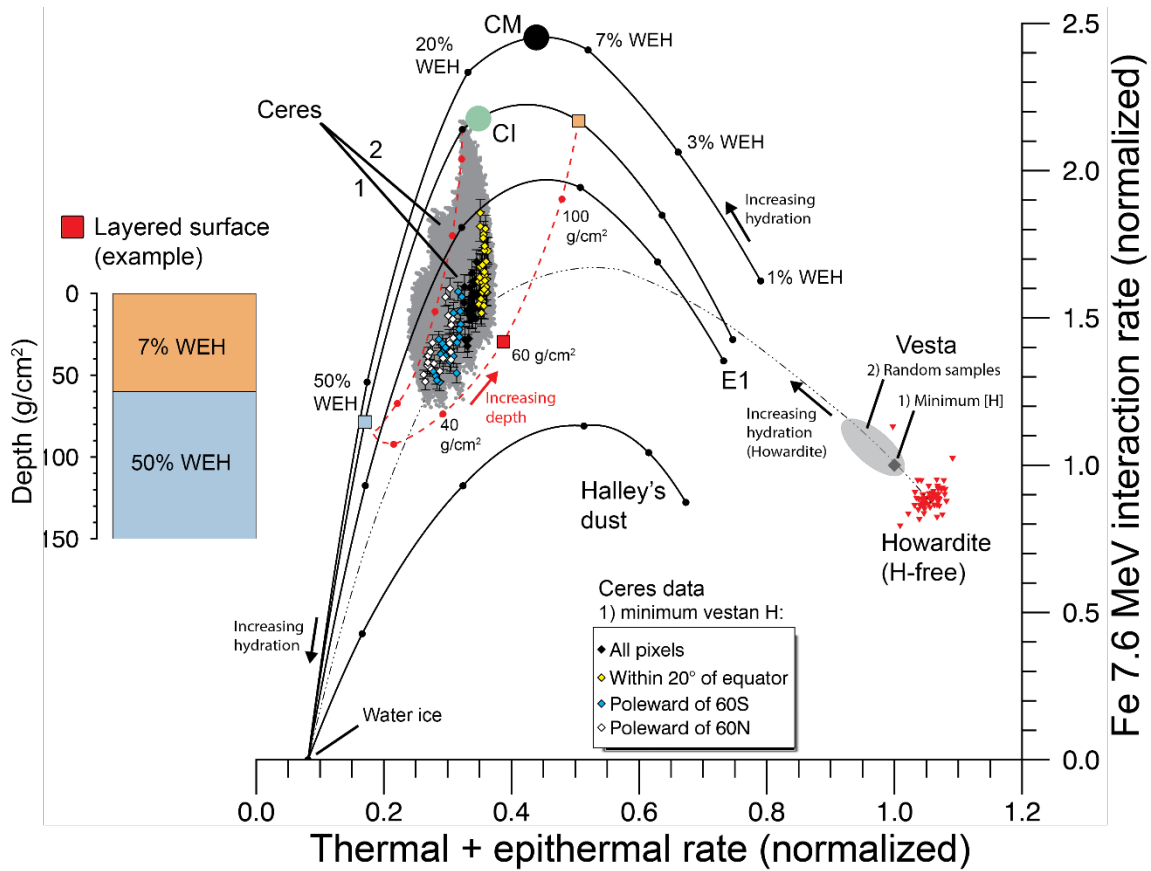 CM
20%
WEH
7% WEH
2.5
Ceres
2
1
CI
3% WEH
2.0
Increasing
hydration
Layered surface
(example)
100
g/cm²
1% WEH
0
50
100
150
Depth (g/cm²)
7% WEH
50% WEH
50%
WEH
1.5
60 g/cm²
Increasing
depth
40
g/cm²
E1
Vesta
2) Random samples
1) Minimum [H]
Increasing
hydration
(Howardite)
1.0
Halley's
dust
Howardite
(H-free)
Ceres data
1) minimum vestan H:
All pixels
Within 20° of equator
Poleward of 60S
Poleward of 60N
0.5
Increasing
hydration
Water ice
0.0
Fe 7.6 MeV interaction rate (normalized)
0.0 0.2 0.4 0.6 0.8 1.0 1.2
Thermal + epithermal rate (normalized)